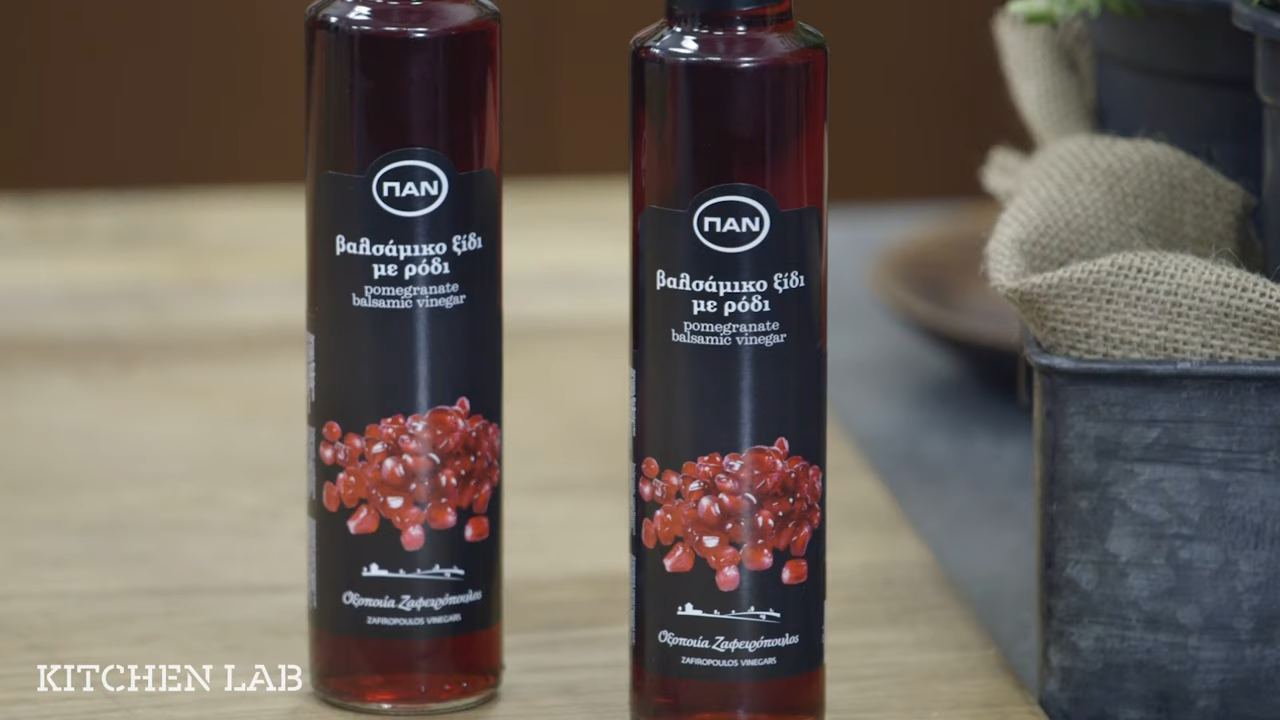 ΠΑΝ
βαλσάμικο ξίδι
με ρόδι
pomegranate
balsamic vinegar
Οξοποιία Ζαφειρόπουλος
ZAFIROPOULOS VINEGARS
ΠΑΝ
βαλσάμικο ξίδι
με ρόδι
pomegranate
balsamic vinegar
Οξοποιία Ζαφειρόπουλος
ZAFIROPOULOS VINEGARS
KITCHEN LAB